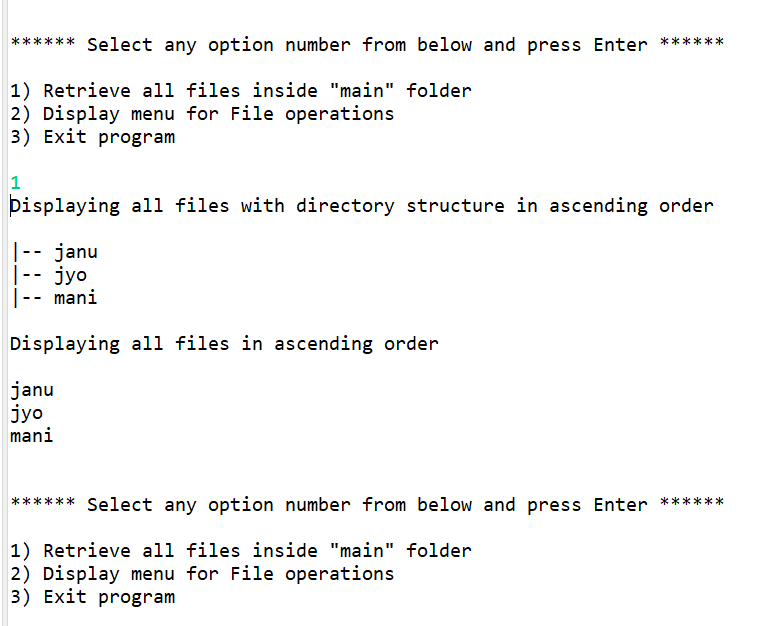 ****** Select any option number from below and press Enter ******
1) Retrieve all files inside "main" folder
2) Display menu for File operations
3) Exit program
1
Displaying all files with directory structure in ascending order
|-- janu
|-- jyo
|-- mani
Displaying all files in ascending order
janu
jyo
mani
****** Select any option number from below and press Enter ******
1) Retrieve all files inside "main" folder
2) Display menu for File operations
3) Exit program